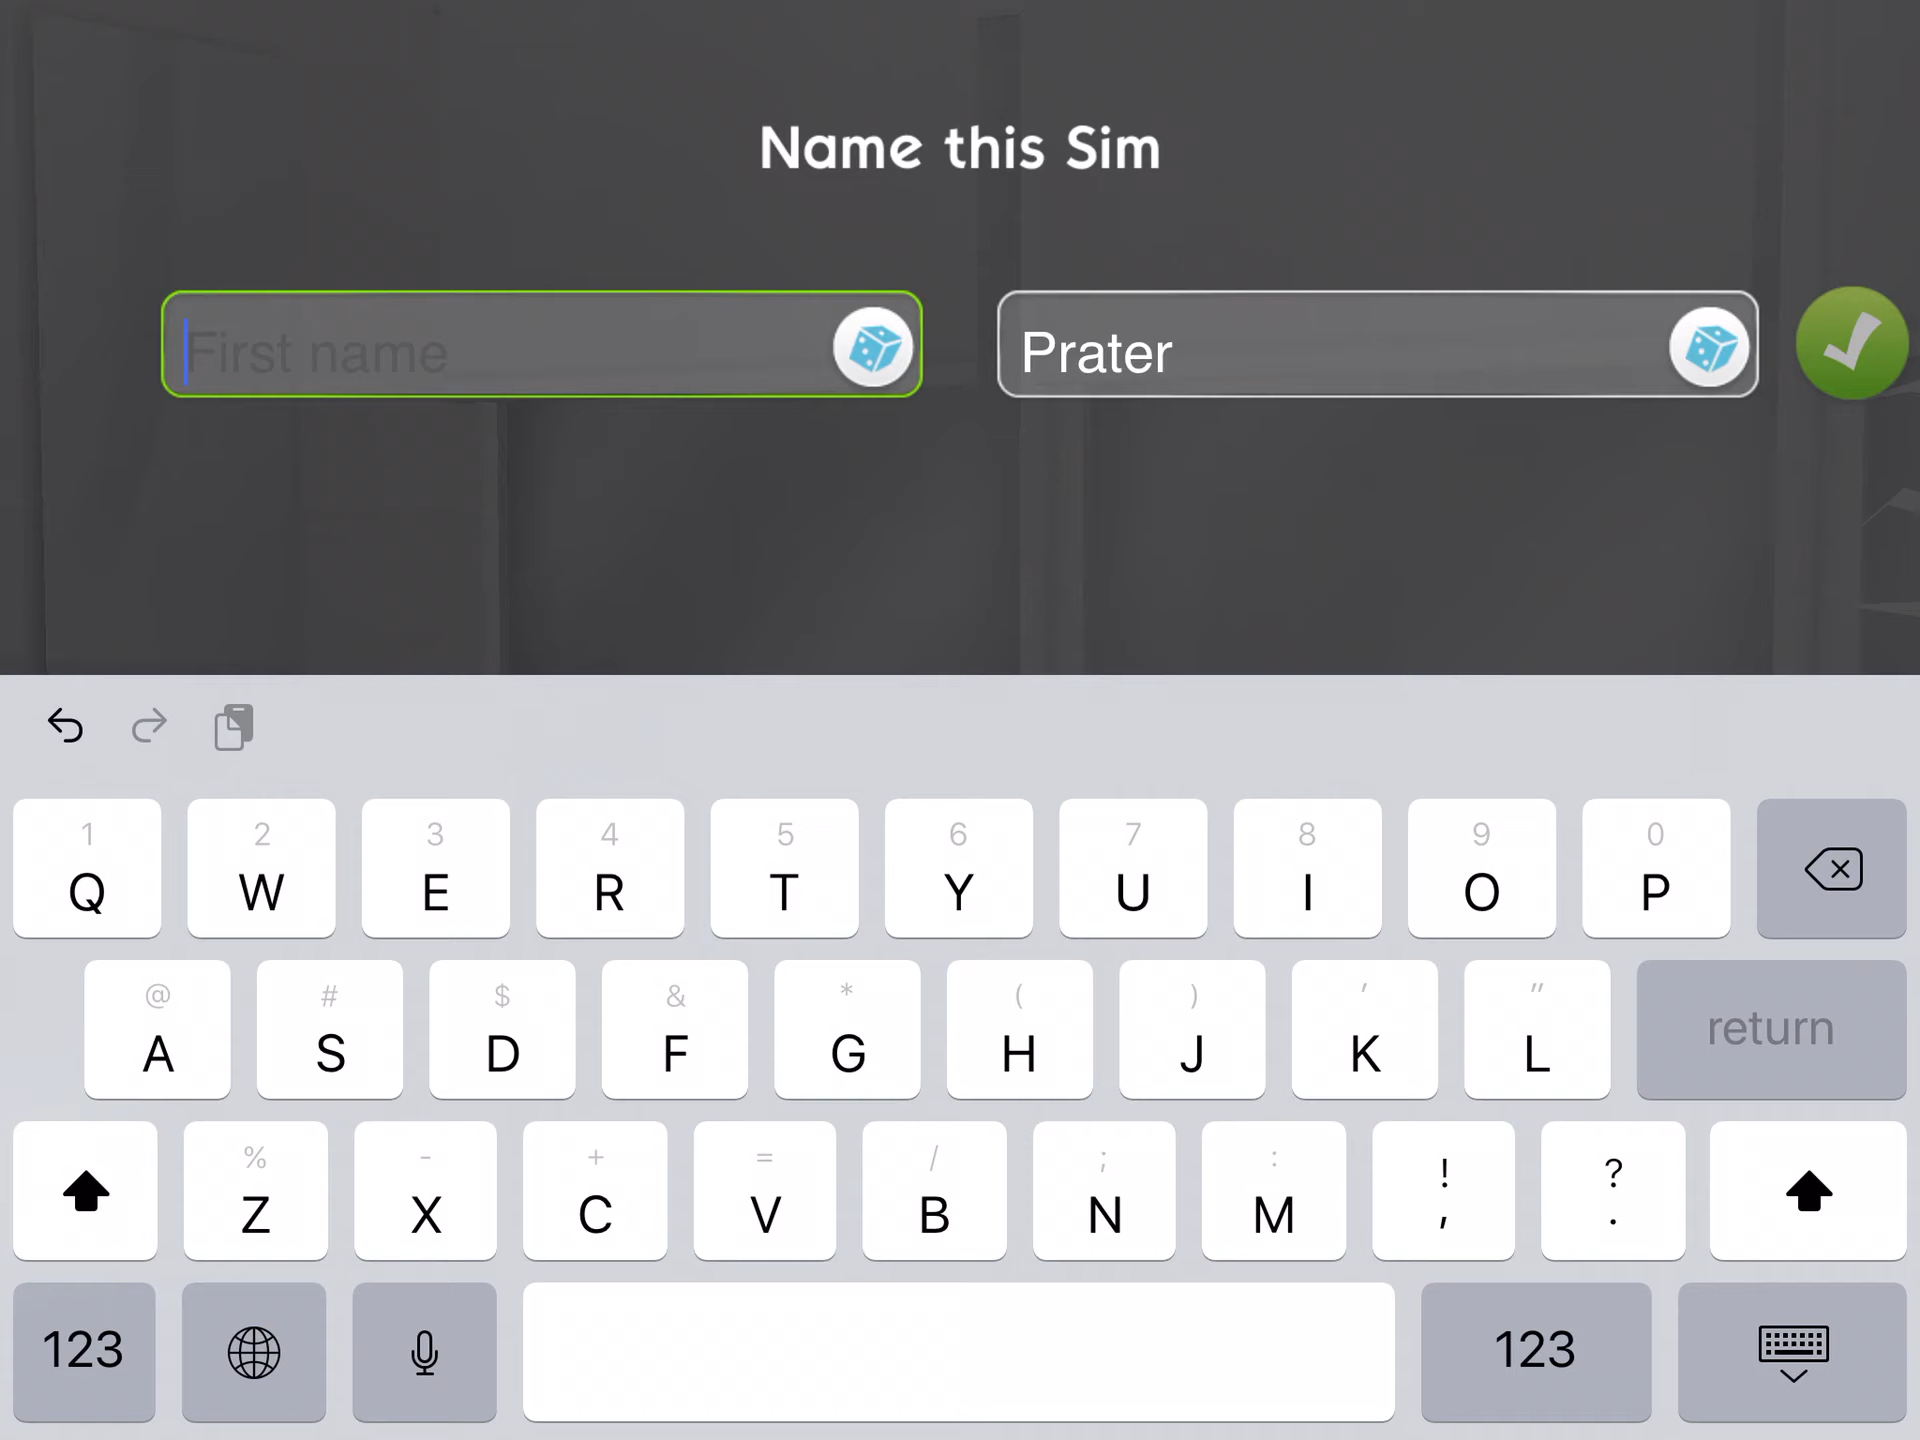 Name this Sim
First name
Prater
1 2 3 4 5 6 7 8 9 0
Q W E R T Y U I O P
@ # $ & * ( ) ' "
A S D F G H J K L return
% - + = / ; : ! ?
Z X C V B N M , .
123 123